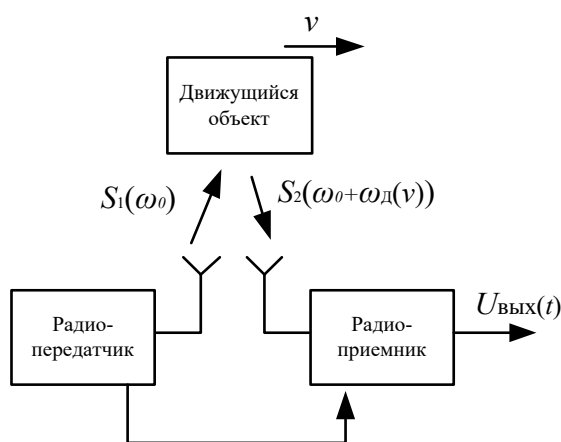 v
Движущийся
объект
S₁(ω₀)
S₂(ω₀+ωД(v))
Радио-
передатчик
Радио-
приемник
Uвых(t)